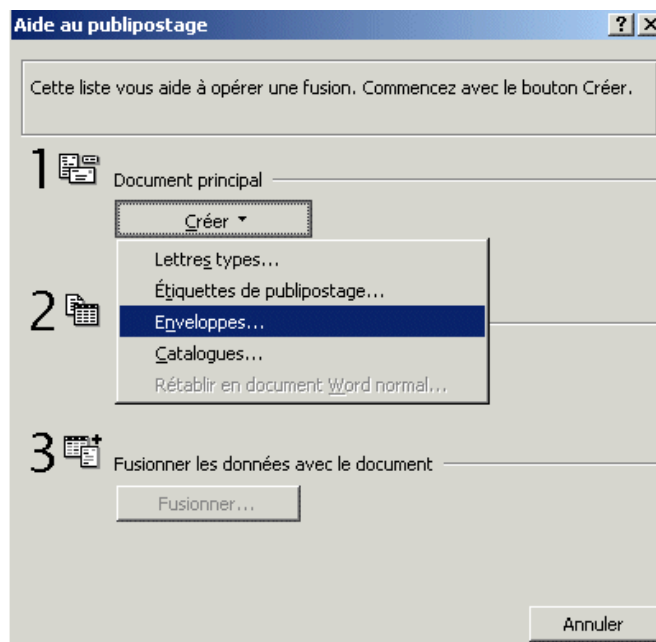 Aide au publipostage
Cette liste vous aide à opérer une fusion. Commencez avec le bouton Créer.
1
Document principal
Créer
Lettres types...
Étiquettes de publipostage...
2
Enveloppes...
Catalogues...
Rétablir en document Word normal...
3
Fusionner les données avec le document
Fusionner...
Annuler